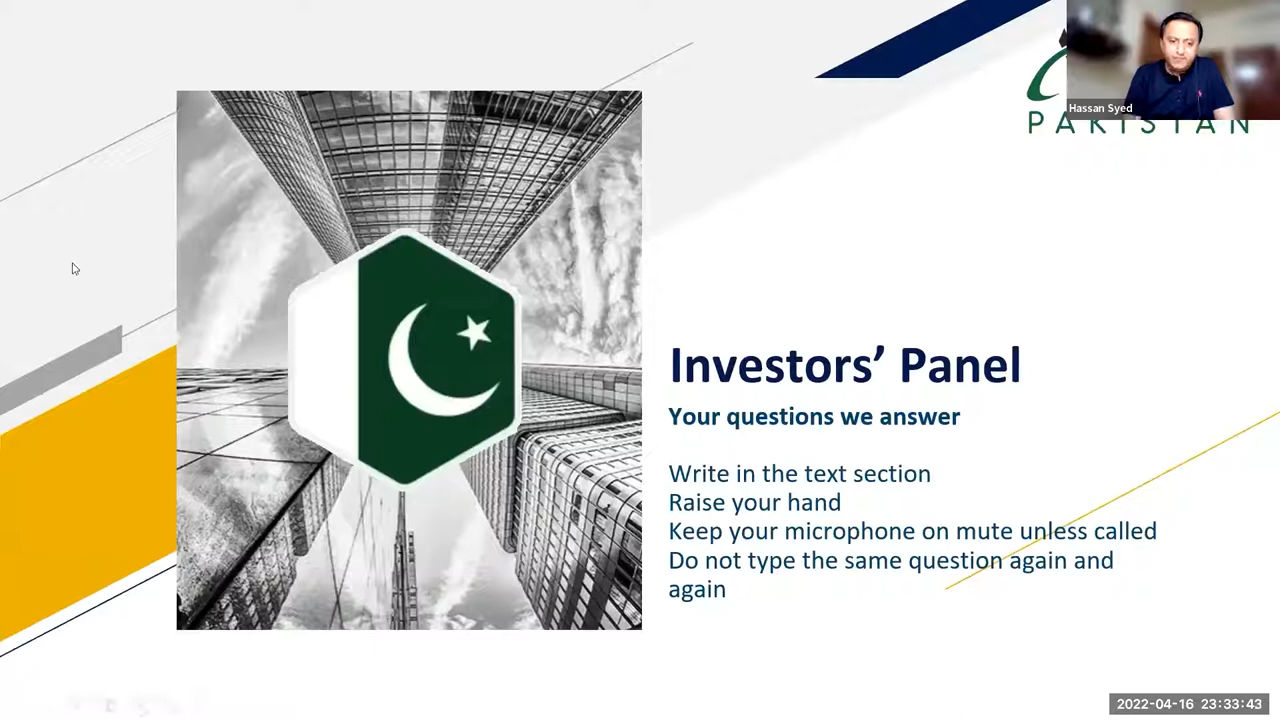 Hassan Syed
PAKISTAN
Investors’ Panel
Your questions we answer
Write in the text section
Raise your hand
Keep your microphone on mute unless called
Do not type the same question again and
again
2022-04-16 23:33:43